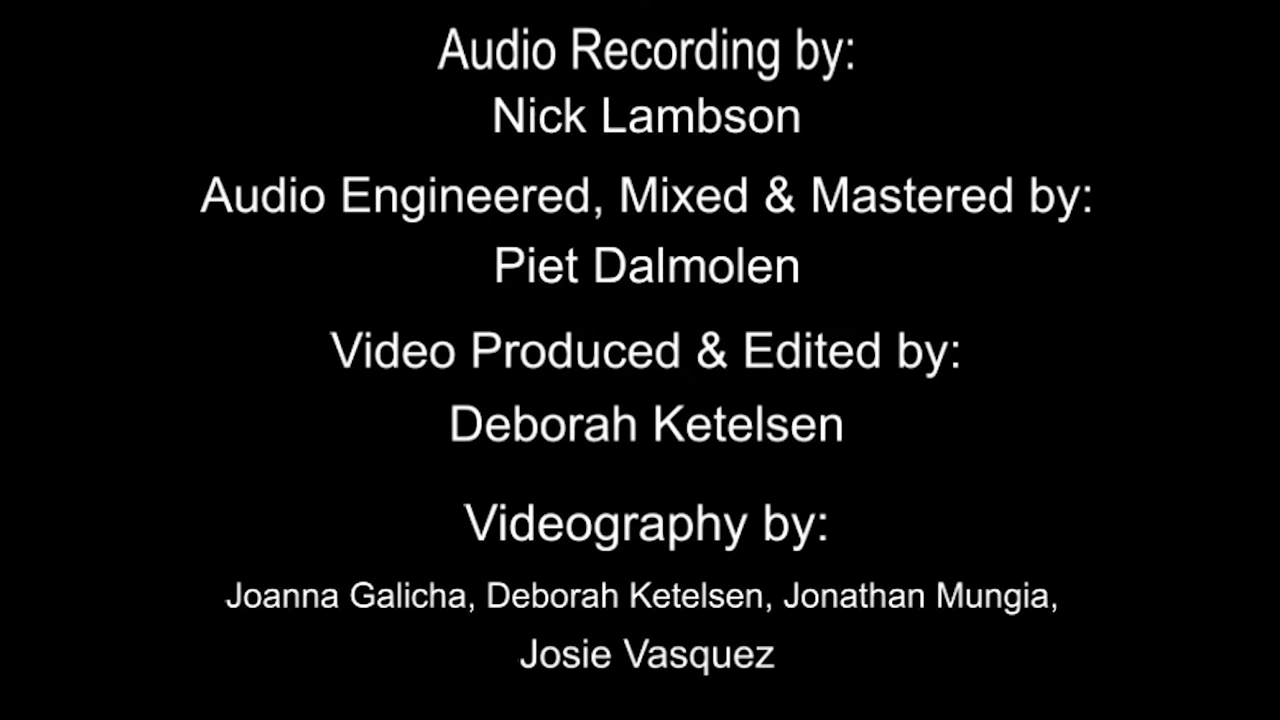 Audio Recording by:
Nick Lambson
Audio Engineered, Mixed & Mastered by:
Piet Dalmolen
Video Produced & Edited by:
Deborah Ketelsen
Videography by:
Joanna Galicha, Deborah Ketelsen, Jonathan Mungia,
Josie Vasquez